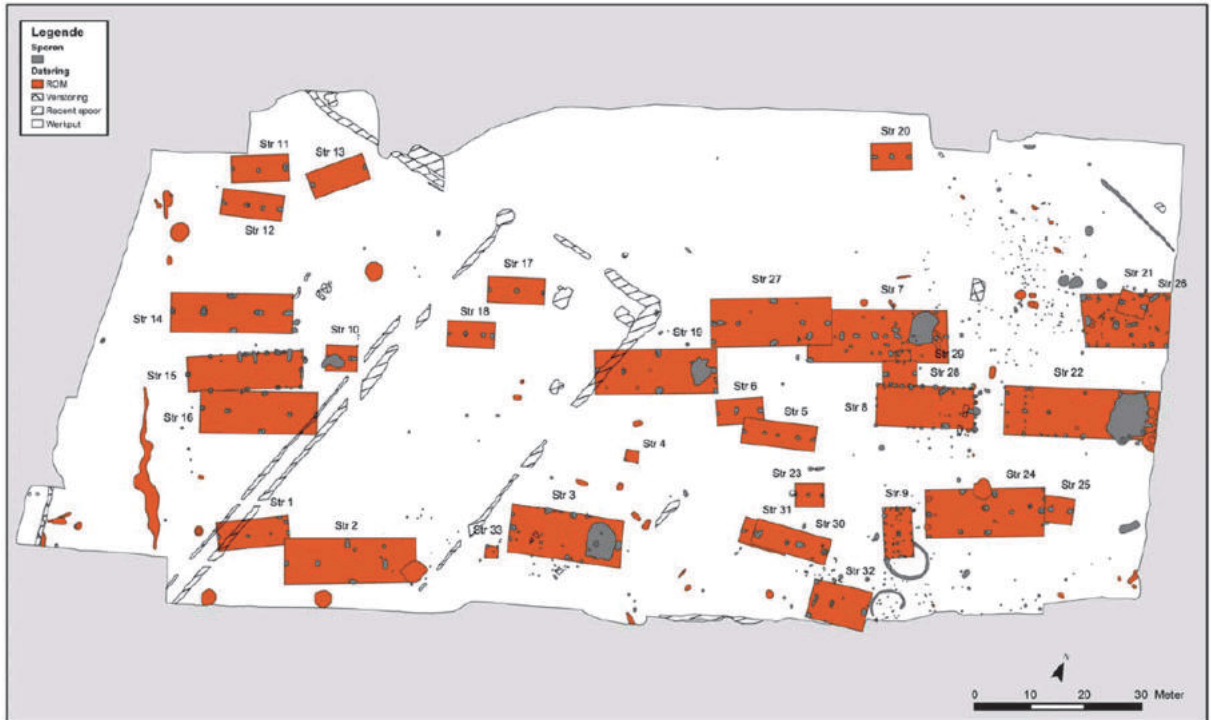 Legende
Sporen
Datering
ROM
Verstoring
Recent spoor
Werkput
Str 11
Str 13
Str 12
Str 20
Str 17
Str 27
Str 7
Str 21
Str 26
Str 14
Str 18
Str 10
Str 19
Str 29
Str 28
Str 15
Str 6
Str 5
Str 8
Str 22
Str 16
Str 4
Str 23
Str 24
Str 25
Str 1
Str 3
Str 9
Str 2
Str 33
Str 31
Str 30
Str 32
N
0 10 20 30 Meter